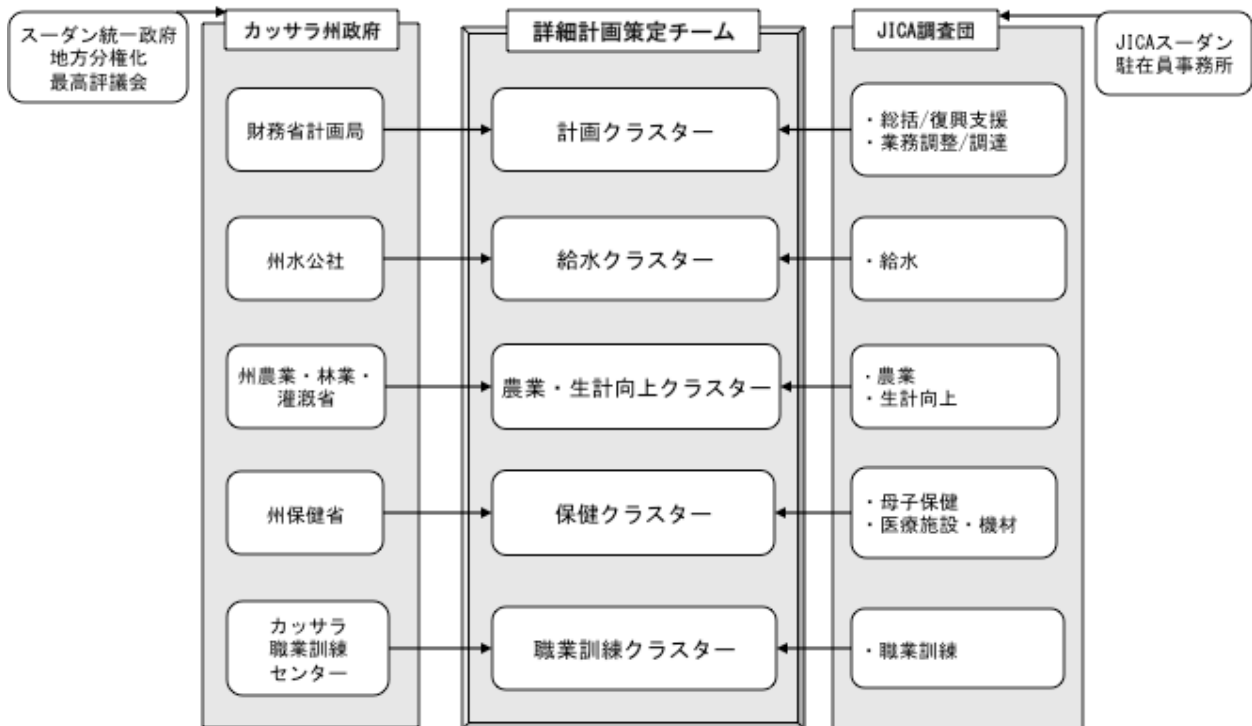 スーダン統一政府
地方分権化
最高評議会
カッサラ州政府
詳細計画策定チーム
JICA調査団
JICAスーダン
駐在員事務所
財務省計画局
計画クラスター
・総括/復興支援
・業務調整/調達
州水公社
給水クラスター
・給水
州農業・林業・
灌漑省
農業・生計向上クラスター
・農業
・生計向上
州保健省
保健クラスター
・母子保健
・医療施設・機材
カッサラ
職業訓練
センター
職業訓練クラスター
・職業訓練